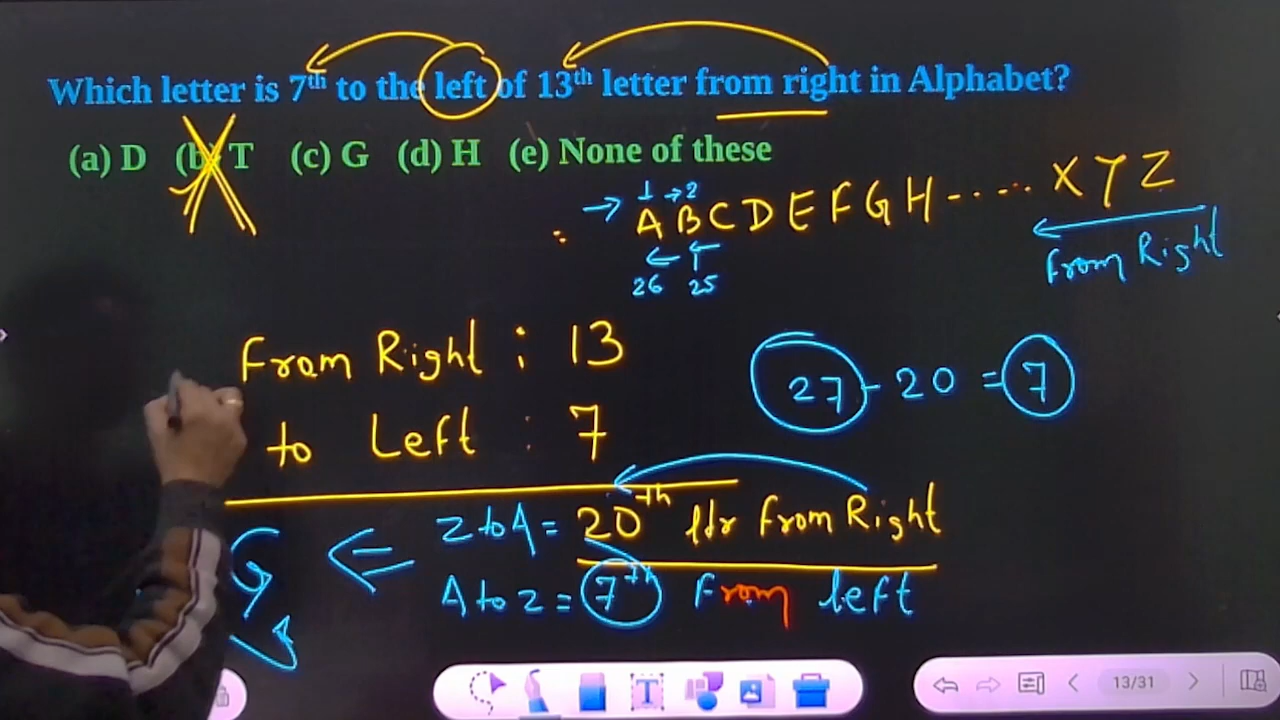 Which letter is 7th to the left of 13th letter from right in Alphabet?
(a) D (b) T (c) G (d) H (e) None of these
1 → 2
→ A B C D E F G H ---- ... X Y Z
26 25
From Right
From Right : 13
27 - 20 = 7
to Left : 7
Z to A = 20th ltr From Right
G
A to Z = 7th From left
T
13/31